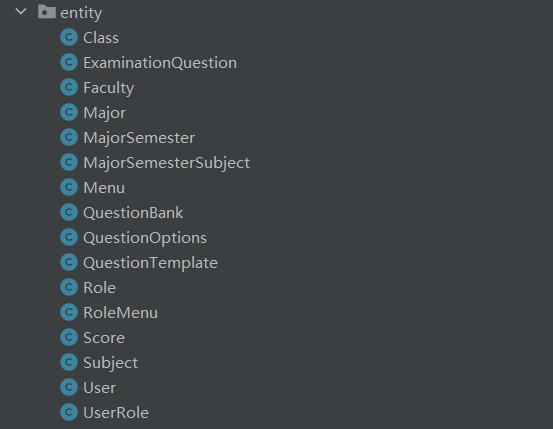 entity
C Class
C ExaminationQuestion
C Faculty
C Major
C MajorSemester
C MajorSemesterSubject
C Menu
C QuestionBank
C QuestionOptions
C QuestionTemplate
C Role
C RoleMenu
C Score
C Subject
C User
C UserRole